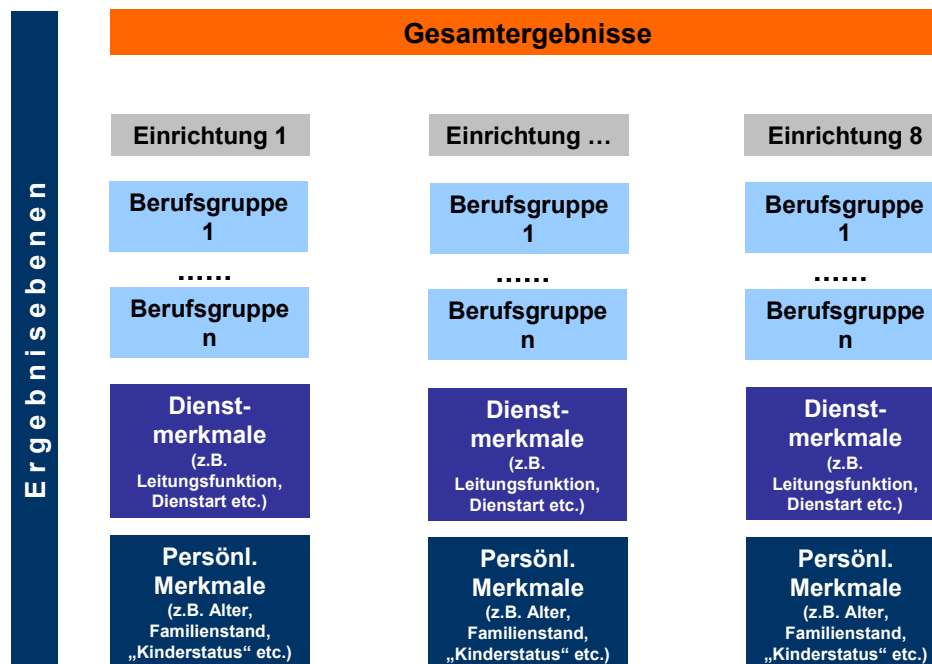 Ergebnisebenen
Gesamtergebnisse
Einrichtung 1
Einrichtung …
Einrichtung 8
Berufsgruppe
1
……
Berufsgruppe
n
Dienst-
merkmale
(z.B.
Leitungsfunktion,
Dienstart etc.)
Persönl.
Merkmale
(z.B. Alter,
Familienstand,
„Kinderstatus“ etc.)
Berufsgruppe
1
……
Berufsgruppe
n
Dienst-
merkmale
(z.B.
Leitungsfunktion,
Dienstart etc.)
Persönl.
Merkmale
(z.B. Alter,
Familienstand,
„Kinderstatus“ etc.)
Berufsgruppe
1
……
Berufsgruppe
n
Dienst-
merkmale
(z.B.
Leitungsfunktion,
Dienstart etc.)
Persönl.
Merkmale
(z.B. Alter,
Familienstand,
„Kinderstatus“ etc.)